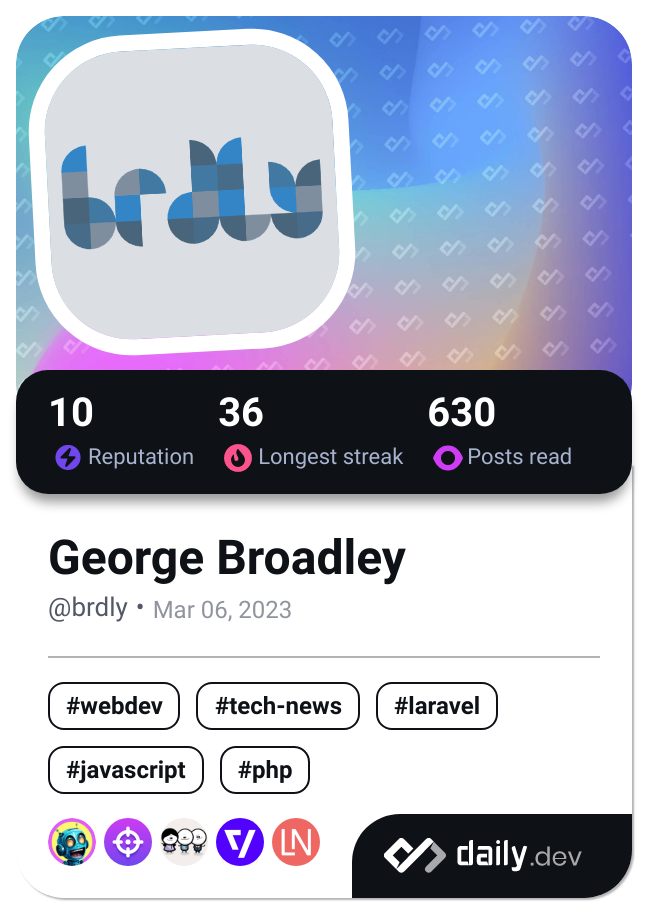 brdly
10 36 630
Reputation Longest streak Posts read
George Broadley
@brdly • Mar 06, 2023
#webdev #tech-news #laravel
#javascript #php
LN
daily.dev